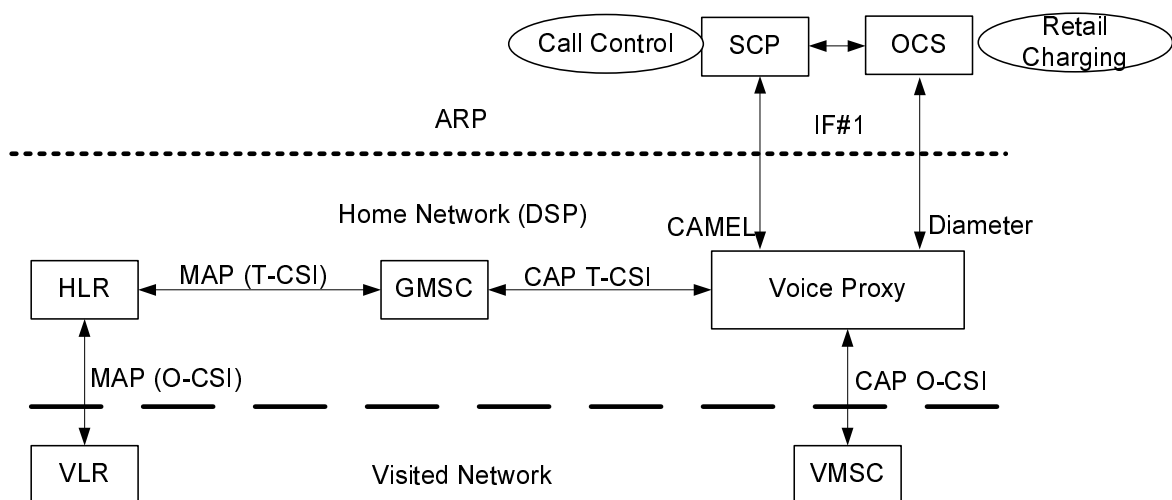 Call Control
SCP
OCS
Retail
Charging
ARP
IF#1
Home Network (DSP)
CAMEL
Diameter
HLR
MAP (T-CSI)
GMSC
CAP T-CSI
Voice Proxy
MAP (O-CSI)
CAP O-CSI
VLR
Visited Network
VMSC